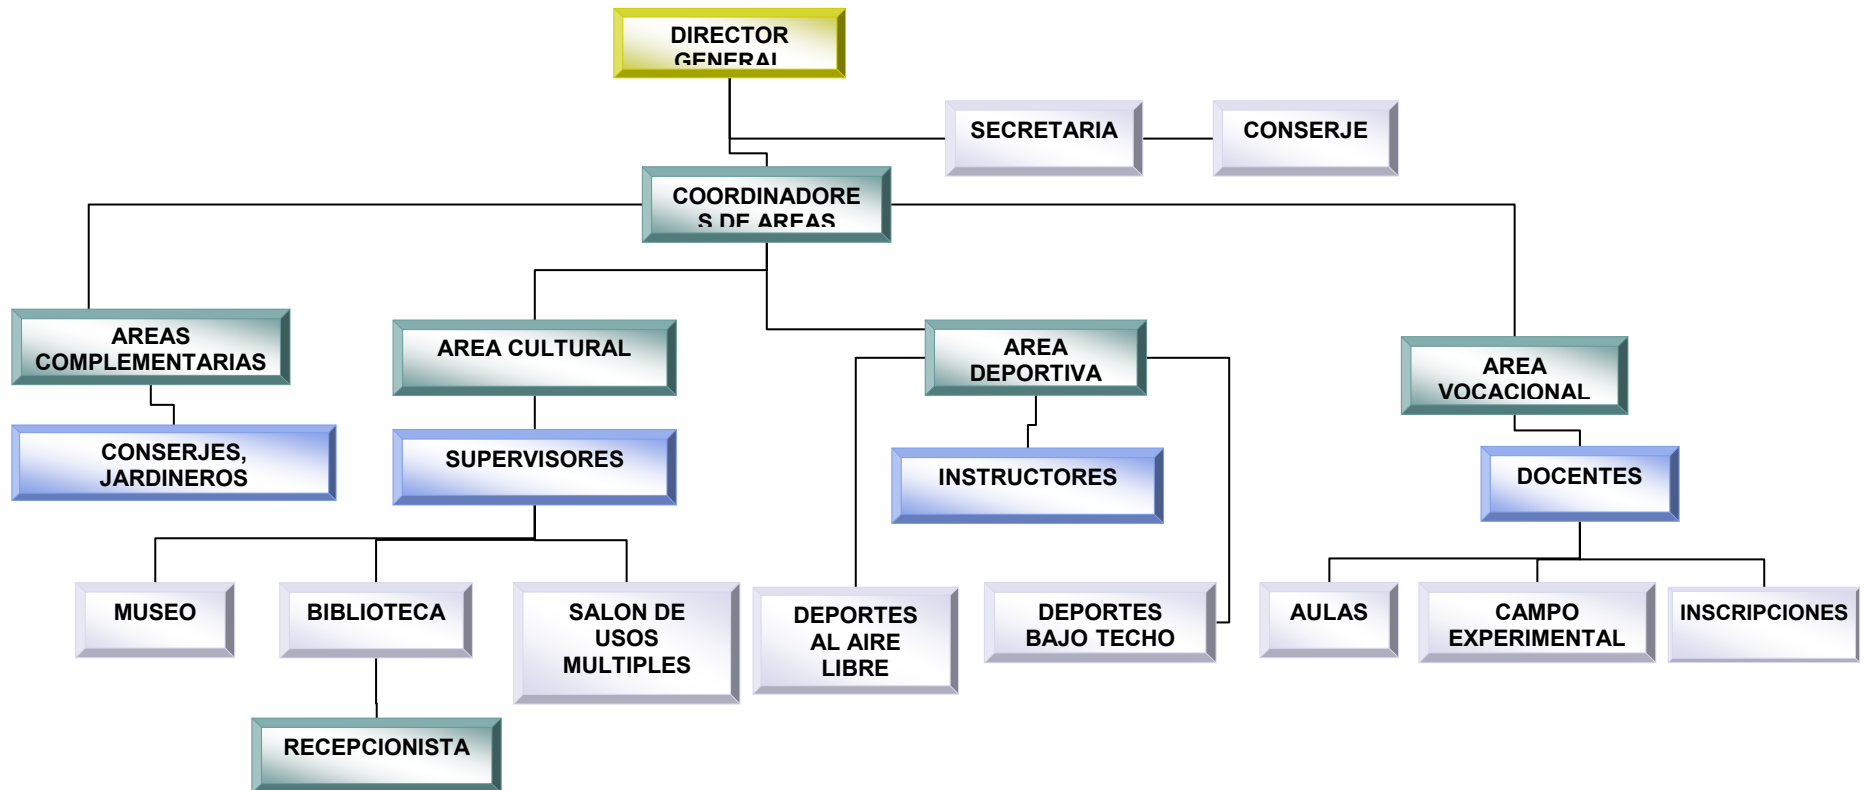 DIRECTOR
GENERAL
SECRETARIA
CONSERJE
COORDINADORE
S DE AREAS
AREAS
COMPLEMENTARIAS
AREA CULTURAL
AREA
DEPORTIVA
AREA
VOCACIONAL
CONSERJES,
JARDINEROS
SUPERVISORES
INSTRUCTORES
DOCENTES
MUSEO
BIBLIOTECA
SALON DE
USOS
MULTIPLES
DEPORTES
AL AIRE
LIBRE
DEPORTES
BAJO TECHO
AULAS
CAMPO
EXPERIMENTAL
INSCRIPCIONES
RECEPCIONISTA